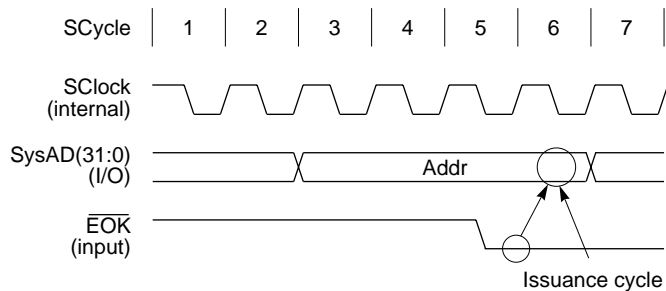 SCycle 1 2 3 4 5 6 7
SClock
(internal)
SysAD(31:0)
(I/O)
Addr
EOK
(input)
Issuance cycle